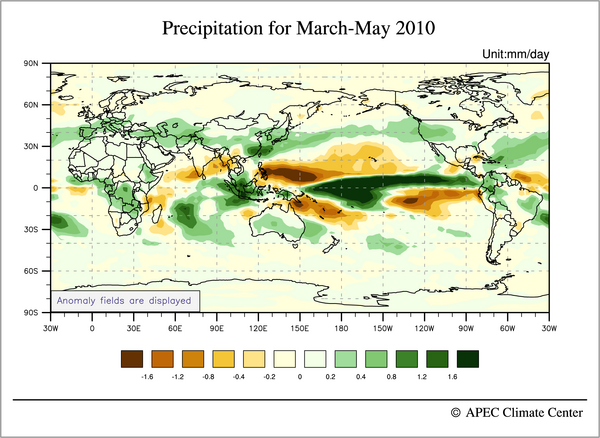 Precipitation for March-May 2010
Unit:mm/day
90N
60N
30N
0
30S
60S
90S
Anomaly fields are displayed
30W 0 30E 60E 90E 120E 150E 180 150W 120W 90W 60W 30W
-1.6 -1.2 -0.8 -0.4 -0.2 0 0.2 0.4 0.8 1.2 1.6
© APEC Climate Center